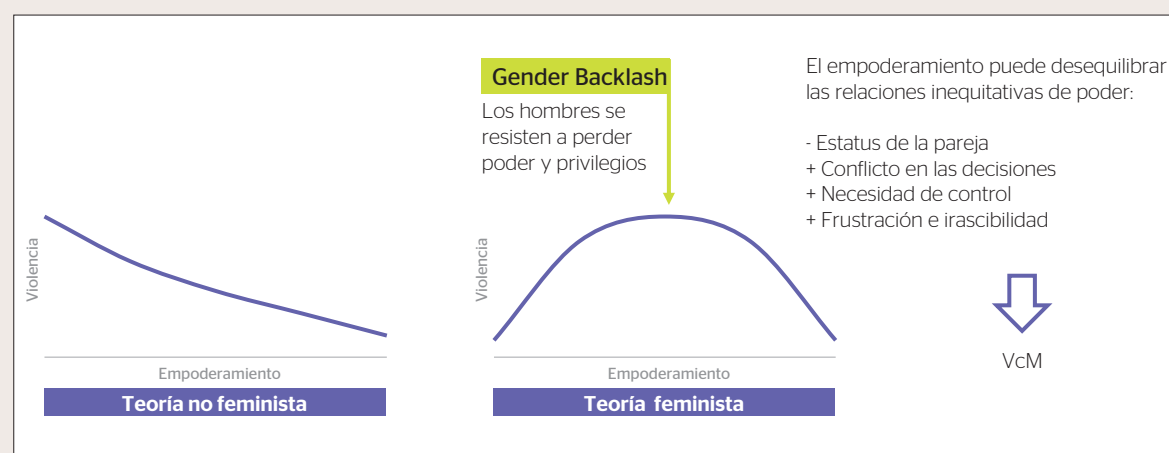 Gender Backlash
Los hombres se
resisten a perder
poder y privilegios
El empoderamiento puede desequilibrar
las relaciones inequitativas de poder:
- Estatus de la pareja
+ Conflicto en las decisiones
+ Necesidad de control
+ Frustración e irascibilidad
VcM
Violencia
Empoderamiento
Teoría no feminista
Violencia
Empoderamiento
Teoría feminista